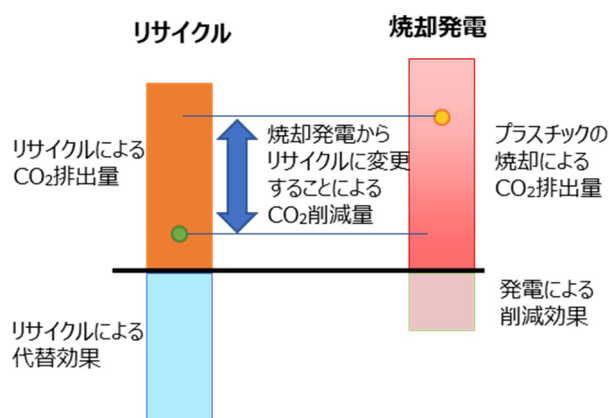 リサイクル
焼却発電
リサイクルによる
CO₂排出量
焼却発電から
リサイクルに変更
することによる
CO₂削減量
プラスチックの
焼却による
CO₂排出量
リサイクルによる
代替効果
発電による
削減効果